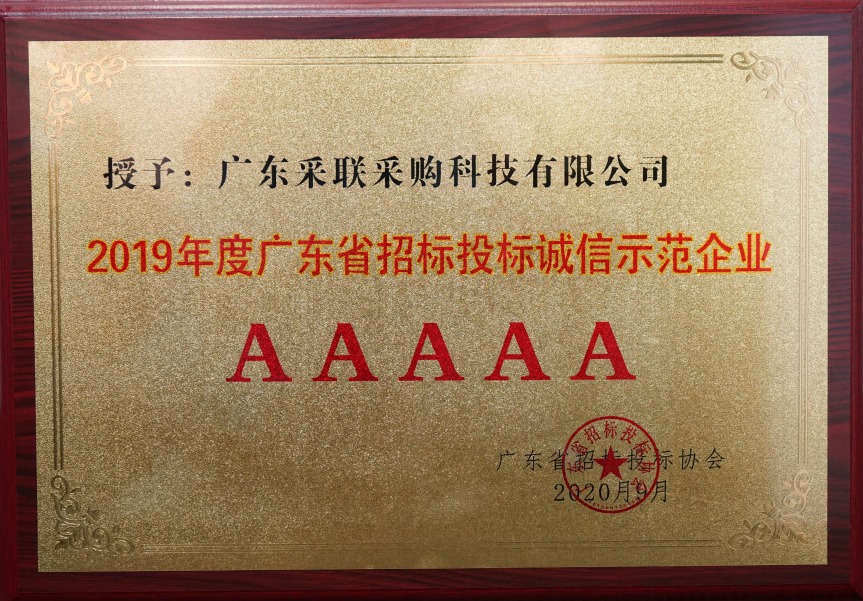 授予：广东采联采购科技有限公司
2019年度广东省招标投标诚信示范企业
AAAAA
广东省招标投标协会
2020月9月